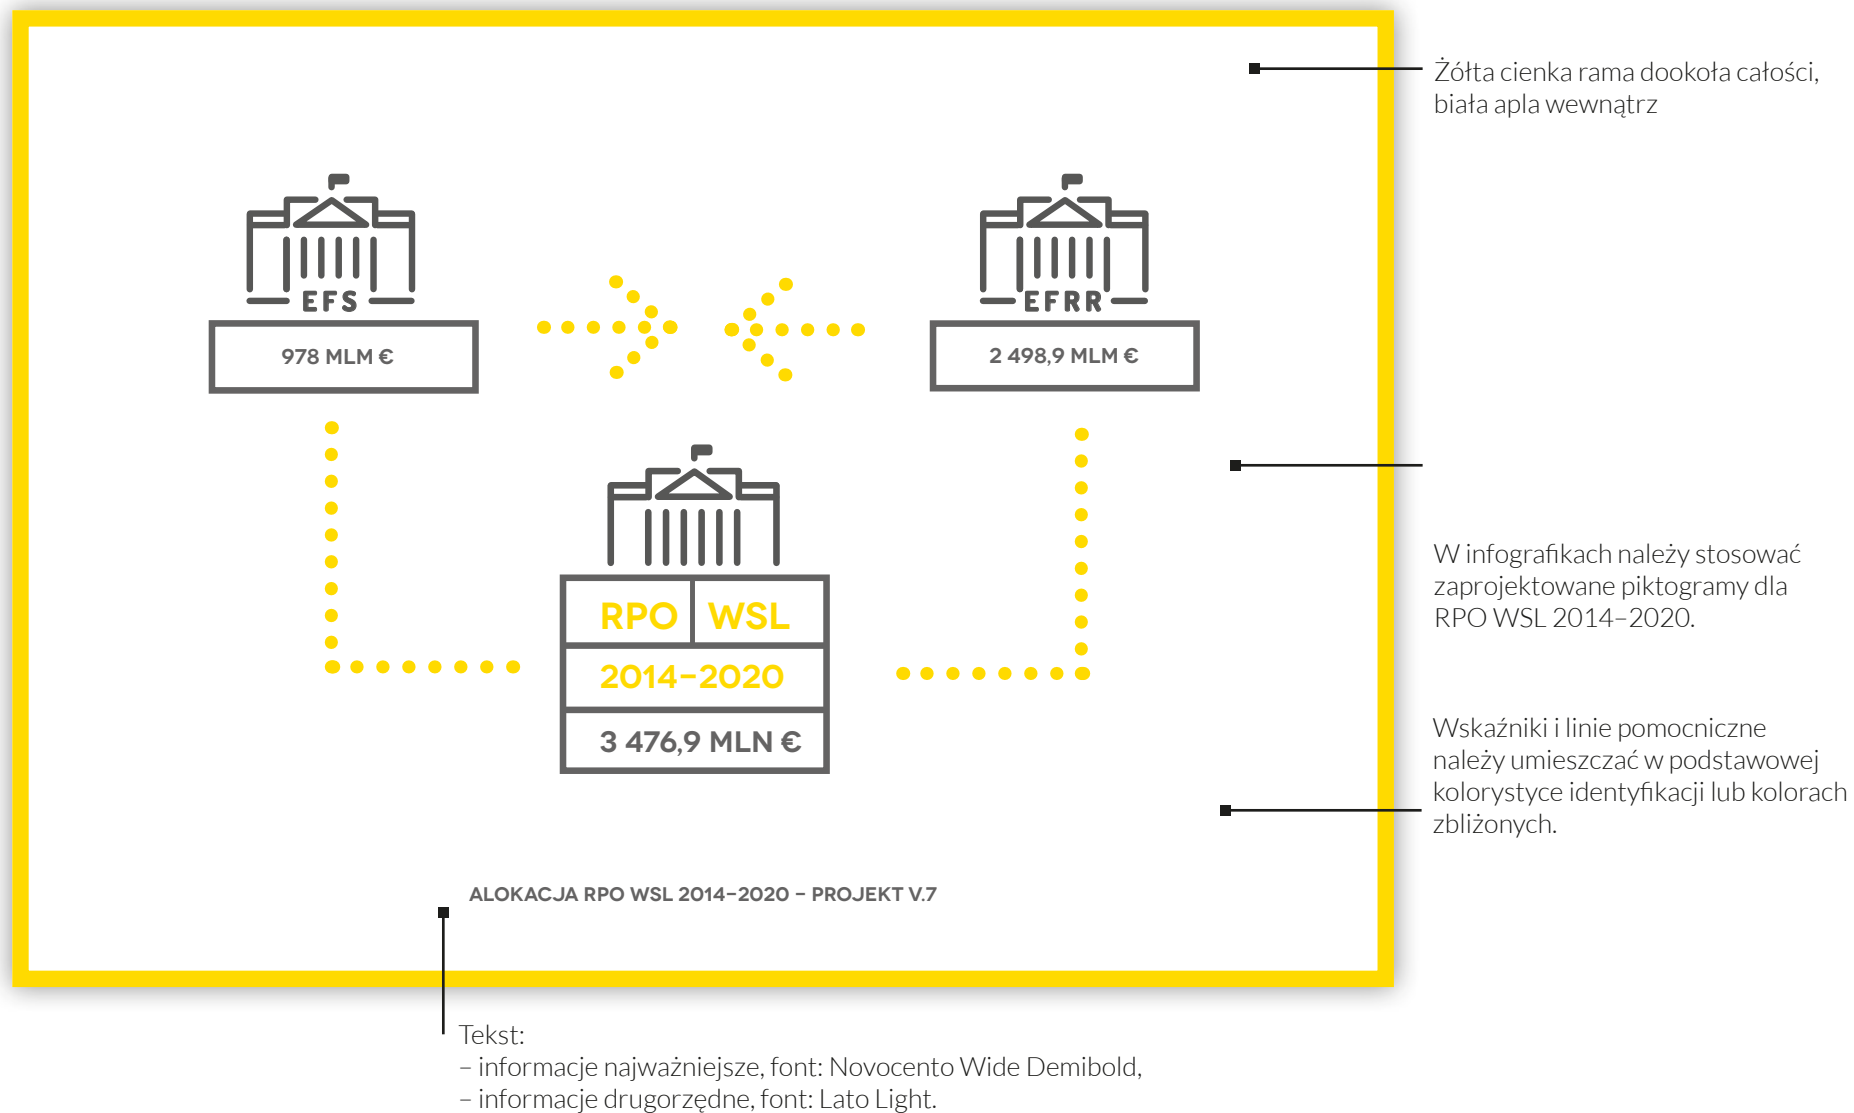 Żółta cienka rama dookoła całości,
biała apla wewnątrz
EFS
EFRR
978 MLM €
2 498,9 MLM €
RPO WSL
2014–2020
3 476,9 MLN €
W infografikach należy stosować
zaprojektowane piktogramy dla
RPO WSL 2014–2020.
Wskaźniki i linie pomocniczne
należy umieszczać w podstawowej
kolorystyce identyfikacji lub kolorach
zbliżonych.
ALOKACJA RPO WSL 2014–2020 – PROJEKT V.7
Tekst:
– informacje najważniejsze, font: Novocento Wide Demibold,
– informacje drugorzędne, font: Lato Light.